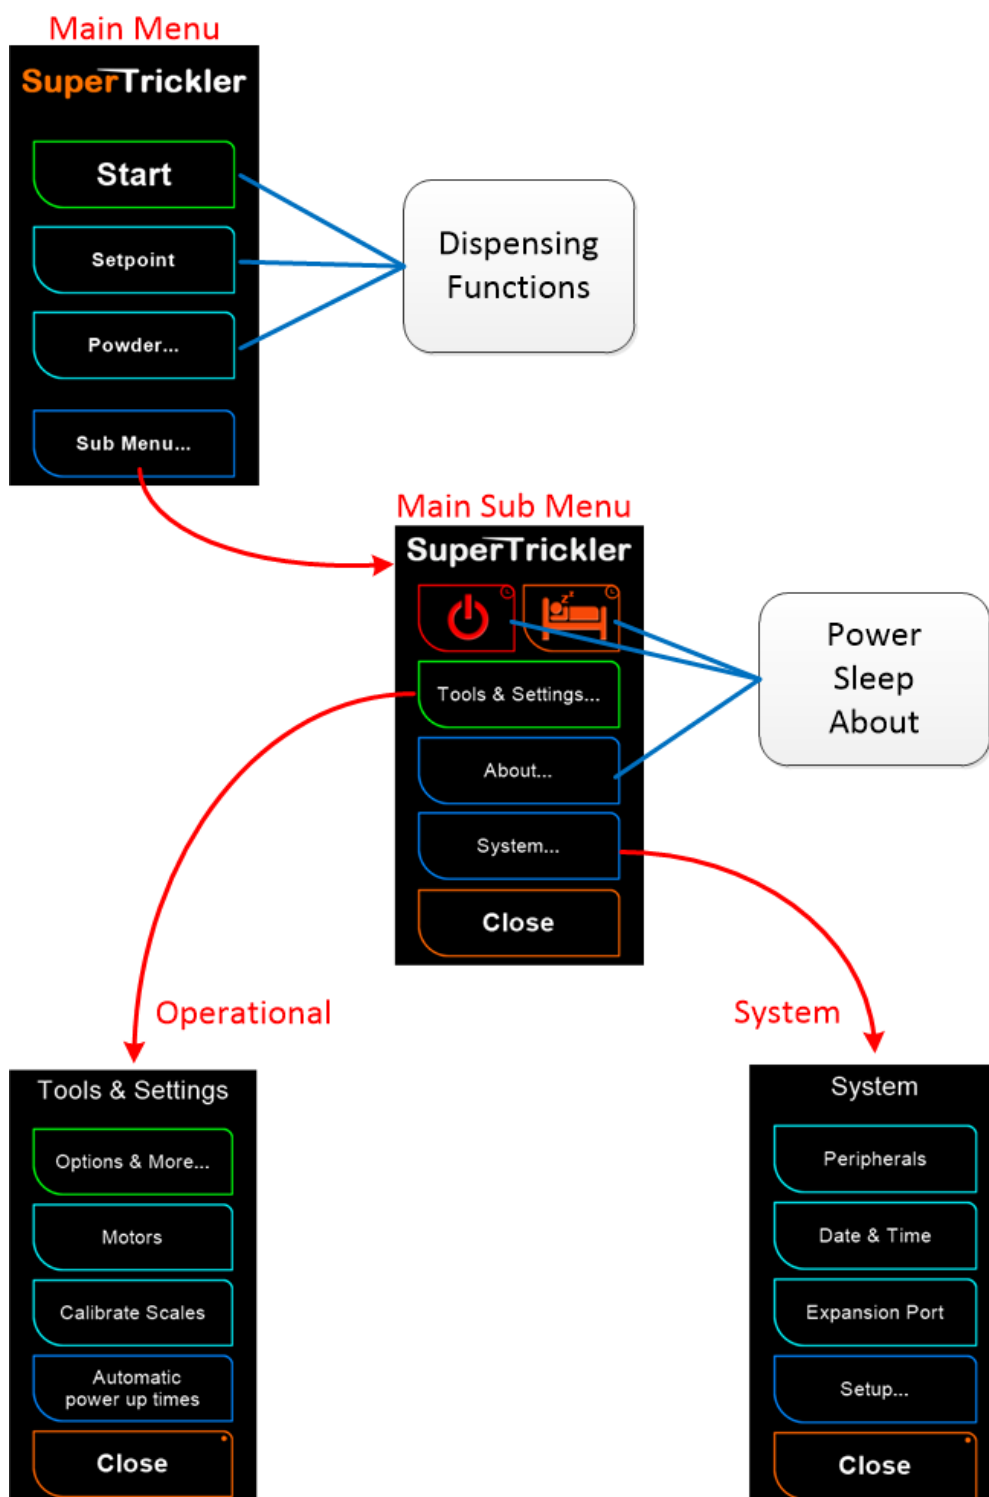 Main Menu
SuperTrickler
Start
Setpoint
Powder...
Sub Menu...
Dispensing
Functions
Main Sub Menu
SuperTrickler
zz
Tools & Settings...
About...
System...
Close
Power
Sleep
About
Operational
System
Tools & Settings
Options & More...
Motors
Calibrate Scales
Automatic
power up times
Close
System
Peripherals
Date & Time
Expansion Port
Setup...
Close